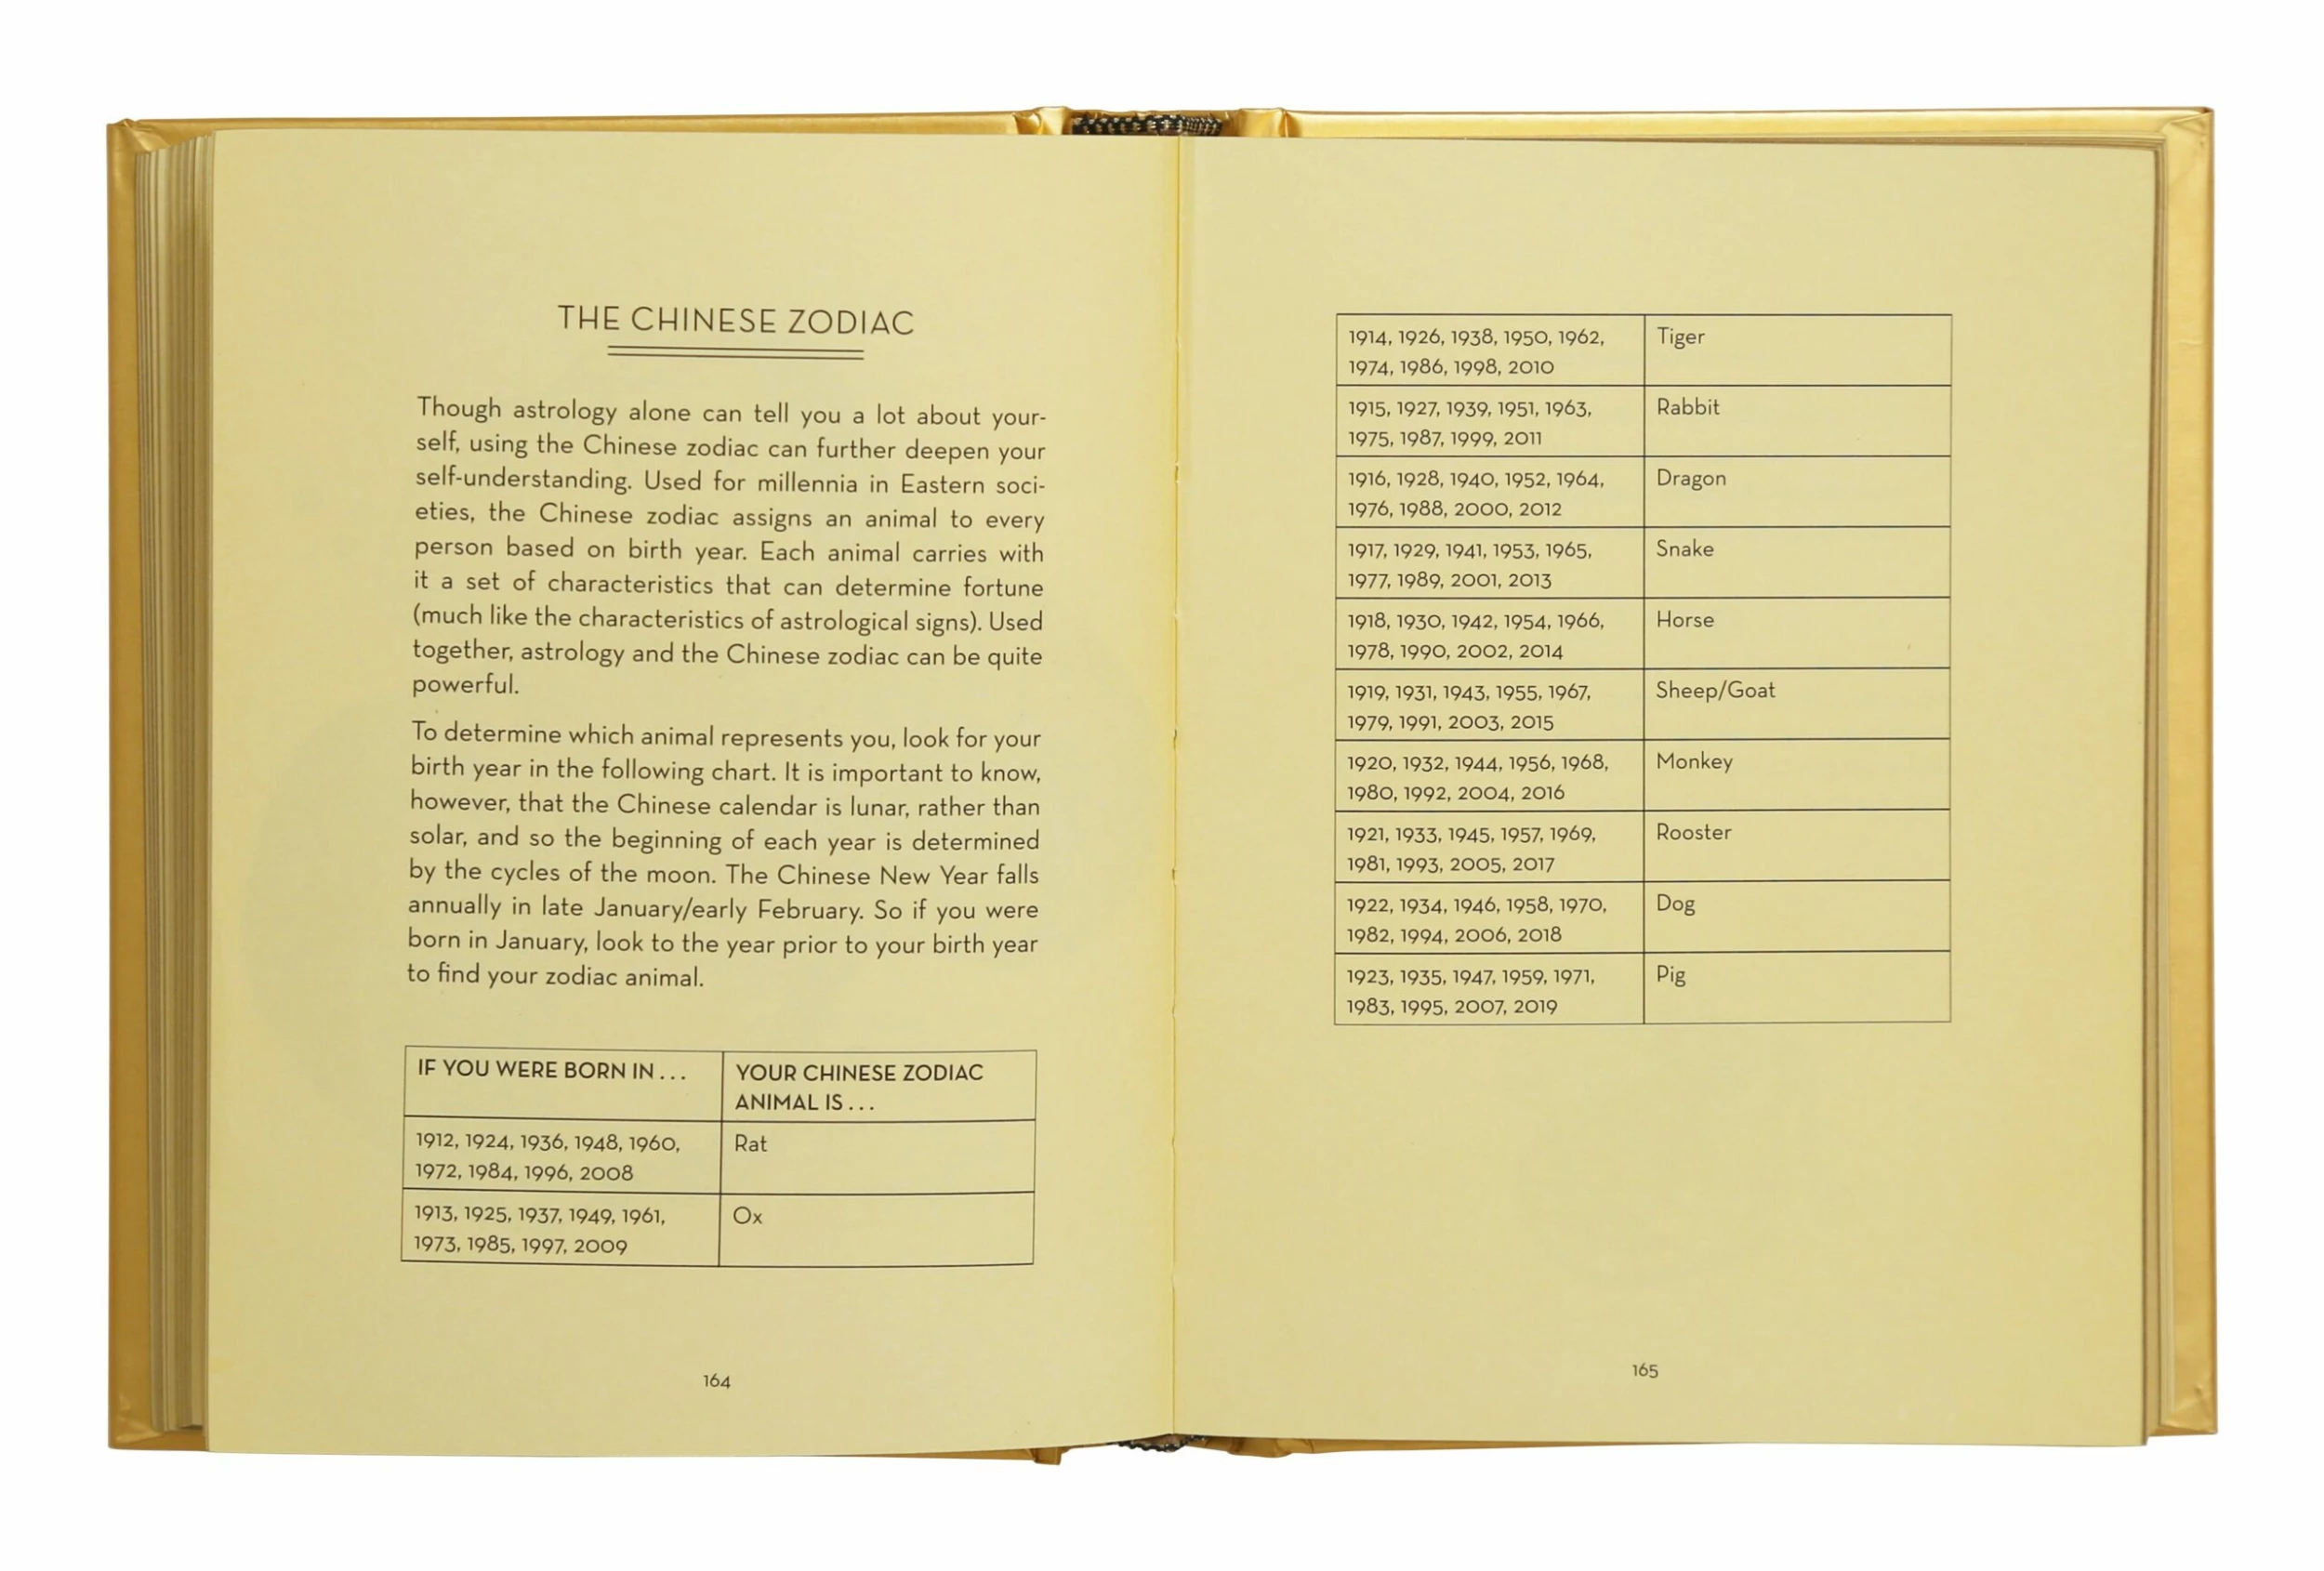 THE CHINESE ZODIAC
Though astrology alone can tell you a lot about your-
self, using the Chinese zodiac can further deepen your
self-understanding. Used for millennia in Eastern soci-
eties, the Chinese zodiac assigns an animal to every
person based on birth year. Each animal carries with
it a set of characteristics that can determine fortune
(much like the characteristics of astrological signs). Used
together, astrology and the Chinese zodiac can be quite
powerful.
To determine which animal represents you, look for your
birth year in the following chart. It is important to know,
however, that the Chinese calendar is lunar, rather than
solar, and so the beginning of each year is determined
by the cycles of the moon. The Chinese New Year falls
annually in late January/early February. So if you were
born in January, look to the year prior to your birth year
to find your zodiac animal.
IF YOU WERE BORN IN . . .
YOUR CHINESE ZODIAC
ANIMAL IS . . .
1912, 1924, 1936, 1948, 1960,
1972, 1984, 1996, 2008
Rat
1913, 1925, 1937, 1949, 1961,
1973, 1985, 1997, 2009
Ox
164
1914, 1926, 1938, 1950, 1962,
1974, 1986, 1998, 2010
Tiger
1915, 1927, 1939, 1951, 1963,
1975, 1987, 1999, 2011
Rabbit
1916, 1928, 1940, 1952, 1964,
1976, 1988, 2000, 2012
Dragon
1917, 1929, 1941, 1953, 1965,
1977, 1989, 2001, 2013
Snake
1918, 1930, 1942, 1954, 1966,
1978, 1990, 2002, 2014
Horse
1919, 1931, 1943, 1955, 1967,
1979, 1991, 2003, 2015
Sheep/Goat
1920, 1932, 1944, 1956, 1968,
1980, 1992, 2004, 2016
Monkey
1921, 1933, 1945, 1957, 1969,
1981, 1993, 2005, 2017
Rooster
1922, 1934, 1946, 1958, 1970,
1982, 1994, 2006, 2018
Dog
1923, 1935, 1947, 1959, 1971,
1983, 1995, 2007, 2019
Pig
165